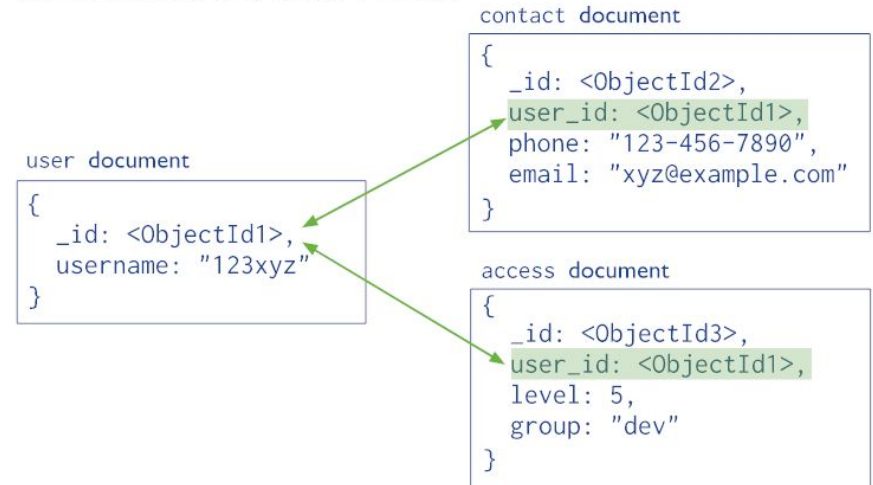 contact document
{
_id: <ObjectId2>,
user_id: <ObjectId1>,
phone: "123-456-7890",
email: "xyz@example.com"
}
user document
{
_id: <ObjectId1>,
username: "123xyz"
}
access document
{
_id: <ObjectId3>,
user_id: <ObjectId1>,
level: 5,
group: "dev"
}